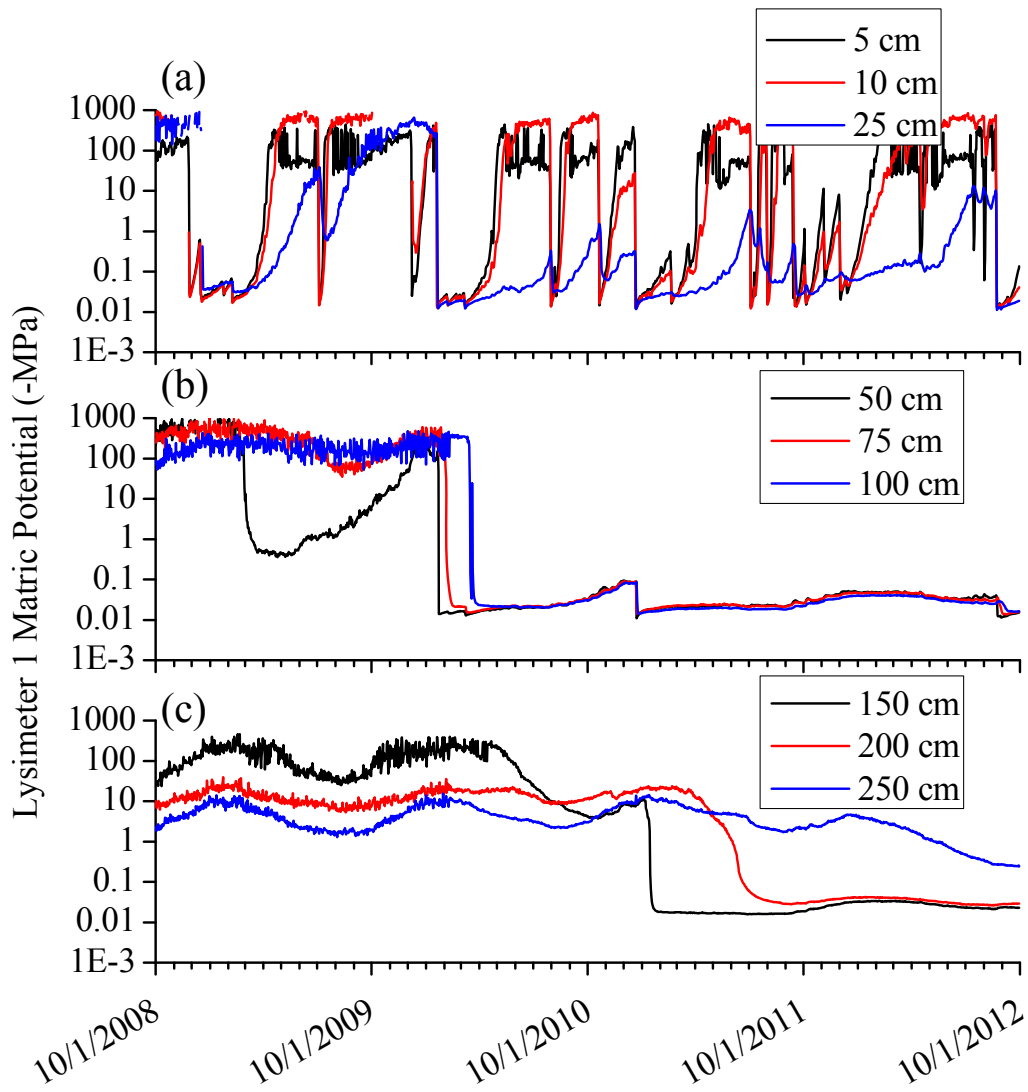 Lysimeter 1 Matric Potential (-MPa)
(a)
5 cm
10 cm
25 cm
1000
100
10
1
0.1
0.01
1E-3
(b)
50 cm
75 cm
100 cm
1000
100
10
1
0.1
0.01
1E-3
(c)
150 cm
200 cm
250 cm
1000
100
10
1
0.1
0.01
1E-3
10/1/2008
10/1/2009
10/1/2010
10/1/2011
10/1/2012